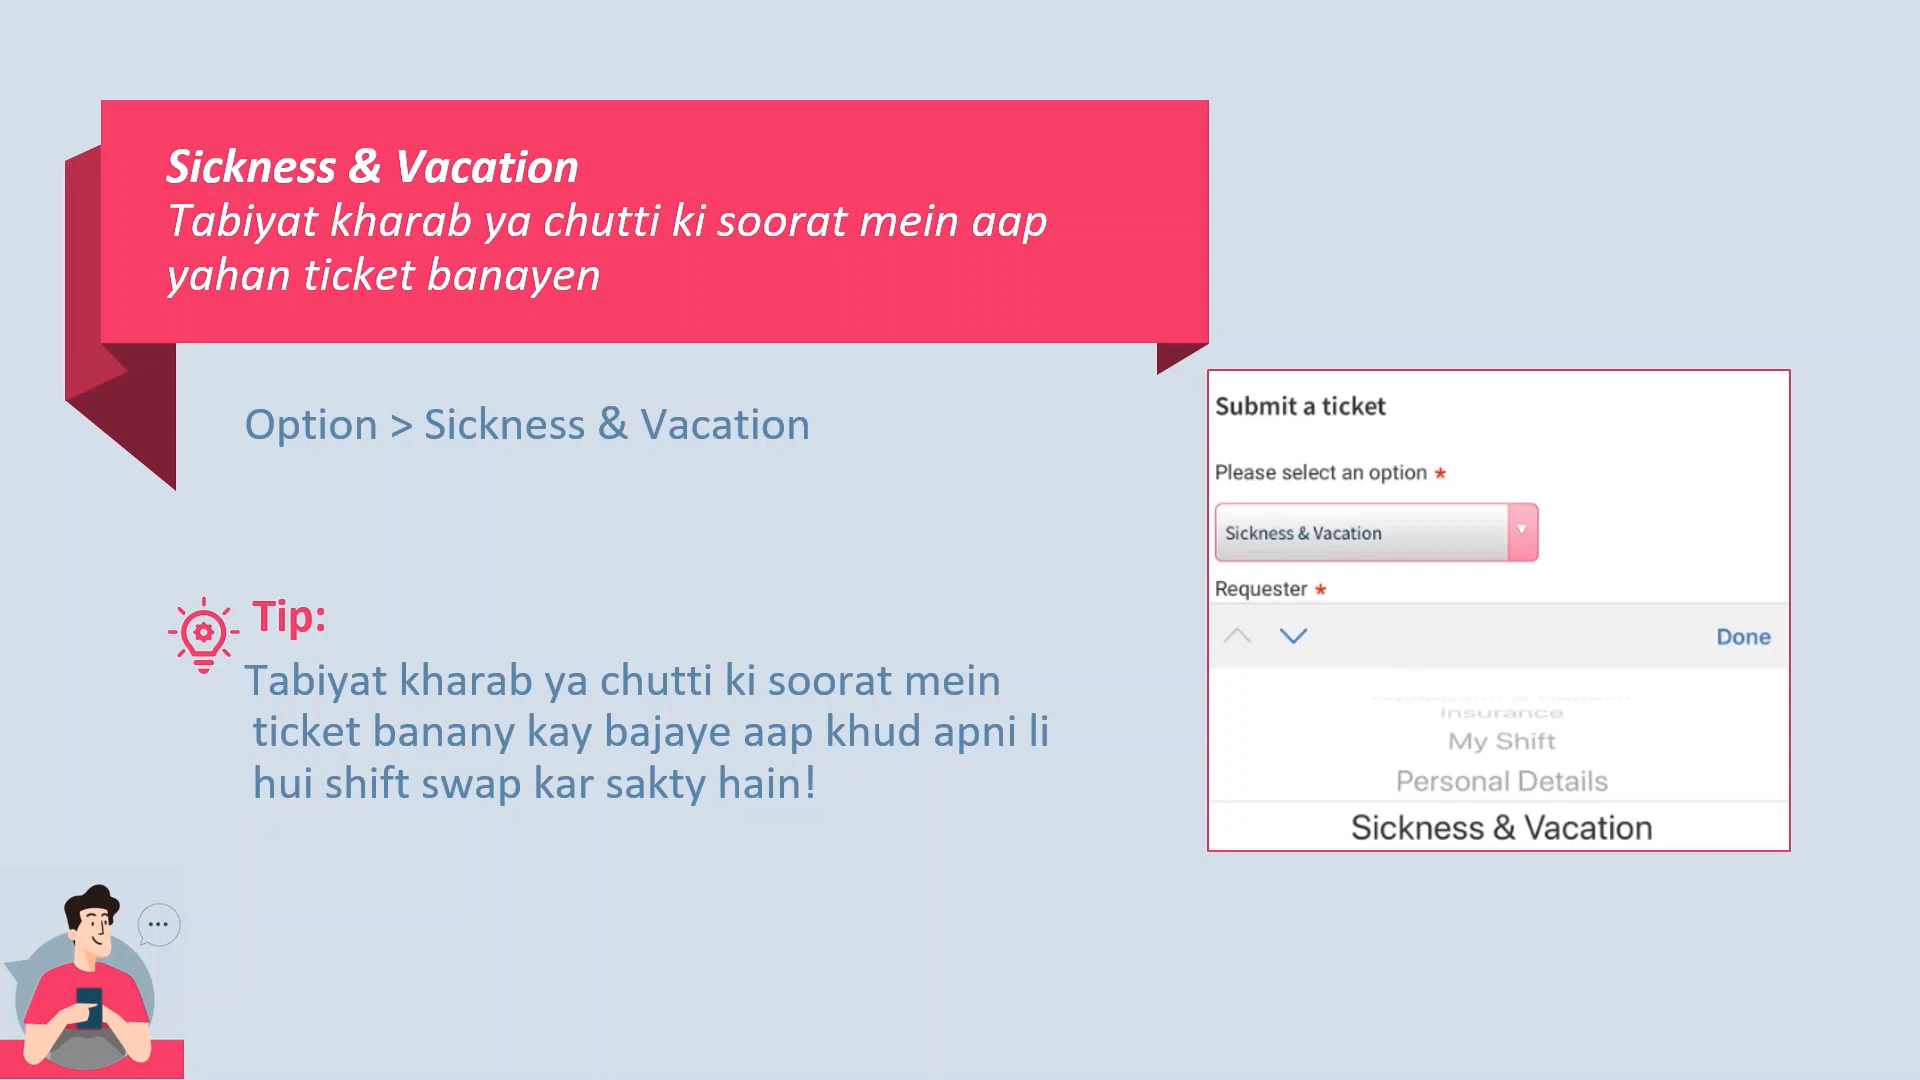 Sickness & Vacation
Tabiyat kharab ya chutti ki soorat mein aap
yahan ticket banayen
Option > Sickness & Vacation
Tip:
Tabiyat kharab ya chutti ki soorat mein
ticket banany kay bajaye aap khud apni li
hui shift swap kar sakty hain!
Submit a ticket
Please select an option *
Sickness & Vacation
Requester *
Done
Insurance
My Shift
Personal Details
Sickness & Vacation